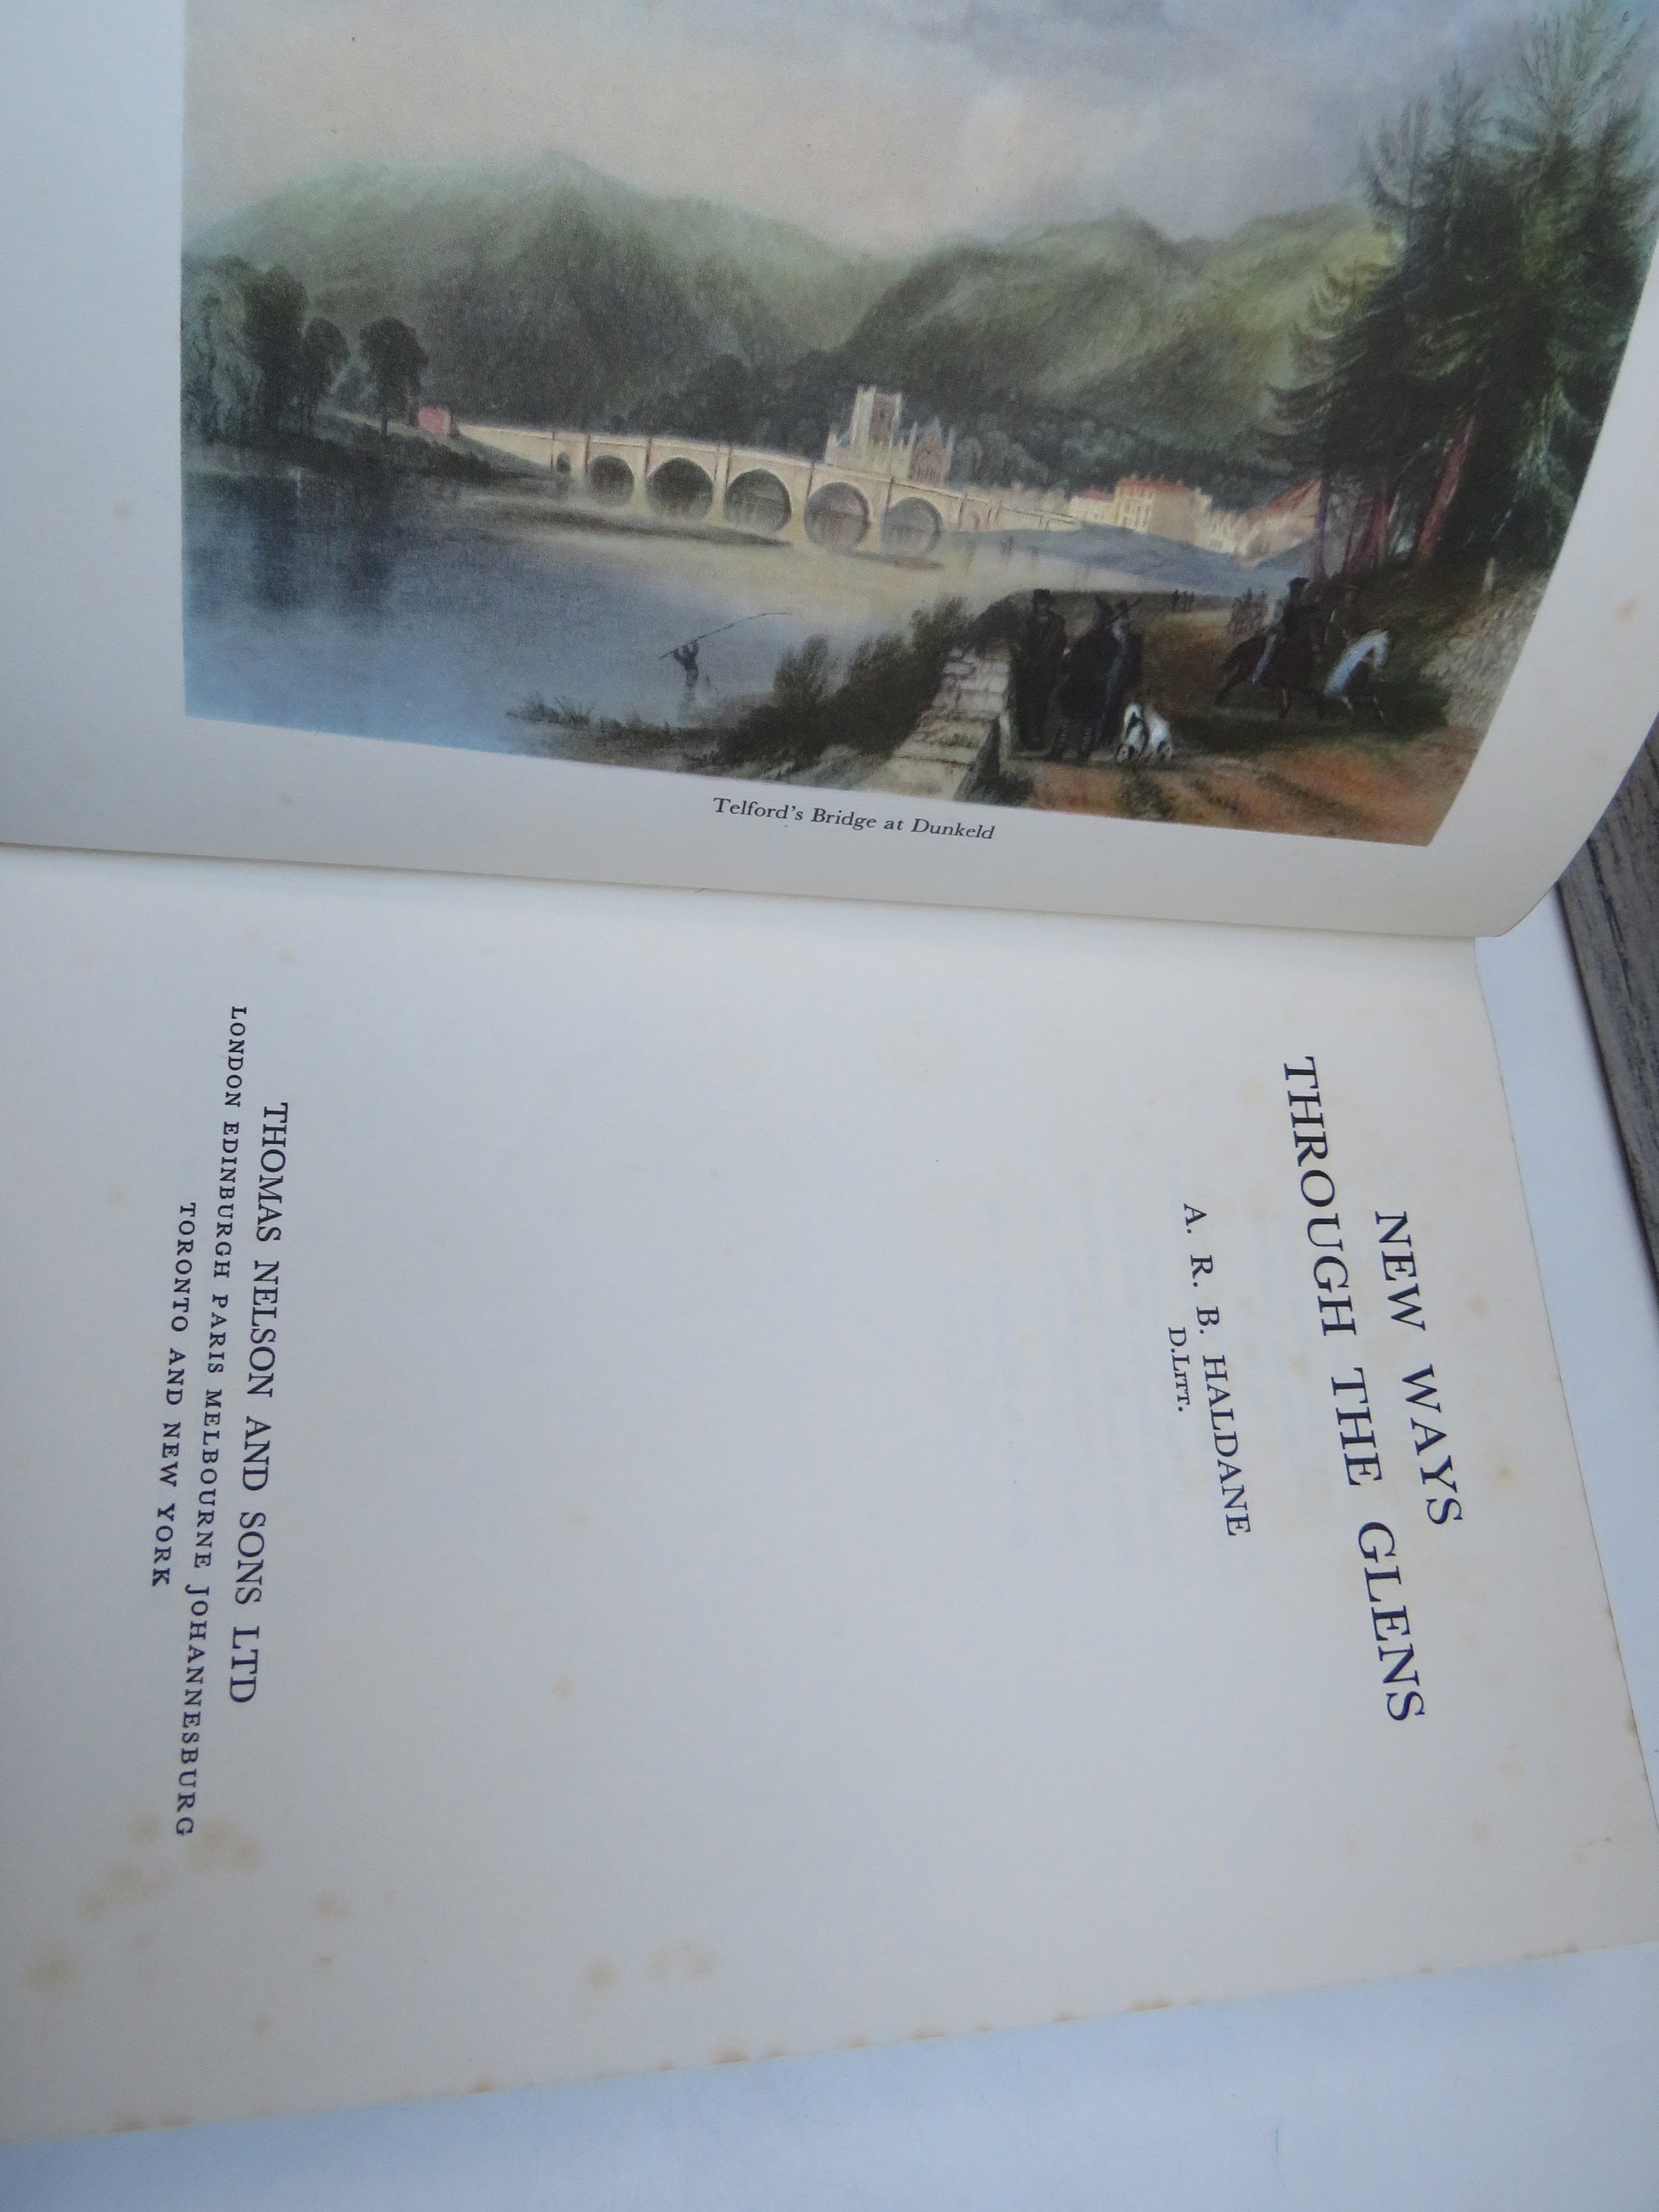 Telford's Bridge at Dunkeld
NEW WAYS
THROUGH THE GLENS
A. R. B. HALDANE
D.LITT.
THOMAS NELSON AND SONS LTD
LONDON EDINBURGH PARIS MELBOURNE JOHANNESBURG
TORONTO AND NEW YORK